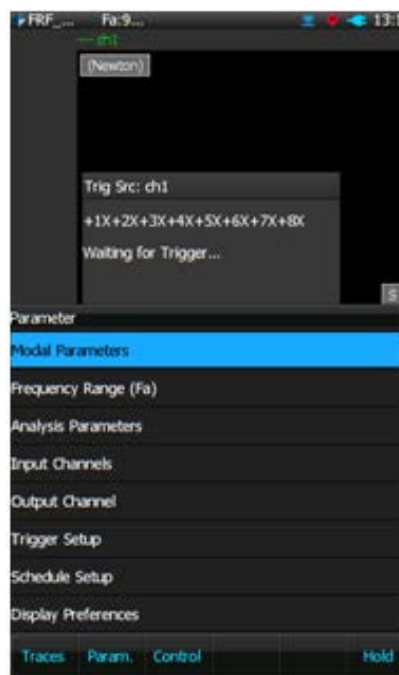 FRF_... Fa:9... 13:1
ch1
(Newton)
Trig Src: ch1
+1X+2X+3X+4X+5X+6X+7X+8X
Waiting for Trigger...
S
Parameter
Modal Parameters
Frequency Range (Fa)
Analysis Parameters
Input Channels
Output Channel
Trigger Setup
Schedule Setup
Display Preferences
Traces Param. Control Hold